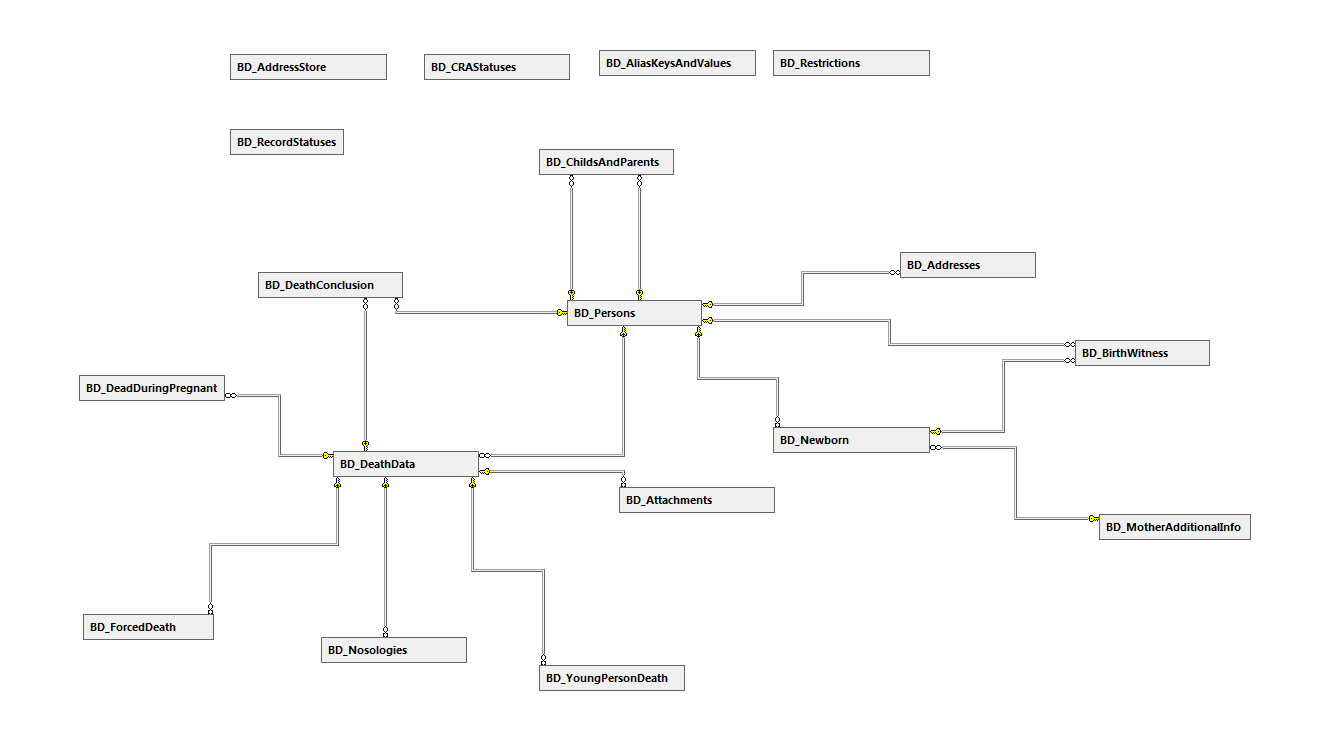 BD_AddressStore
BD_CRAStatuses
BD_AliasKeysAndValues
BD_Restrictions
BD_RecordStatuses
BD_ChildsAndParents
BD_Addresses
BD_DeathConclusion
BD_Persons
BD_BirthWitness
BD_DeadDuringPregnant
BD_Newborn
BD_DeathData
BD_Attachments
BD_MotherAdditionalInfo
BD_ForcedDeath
BD_Nosologies
BD_YoungPersonDeath